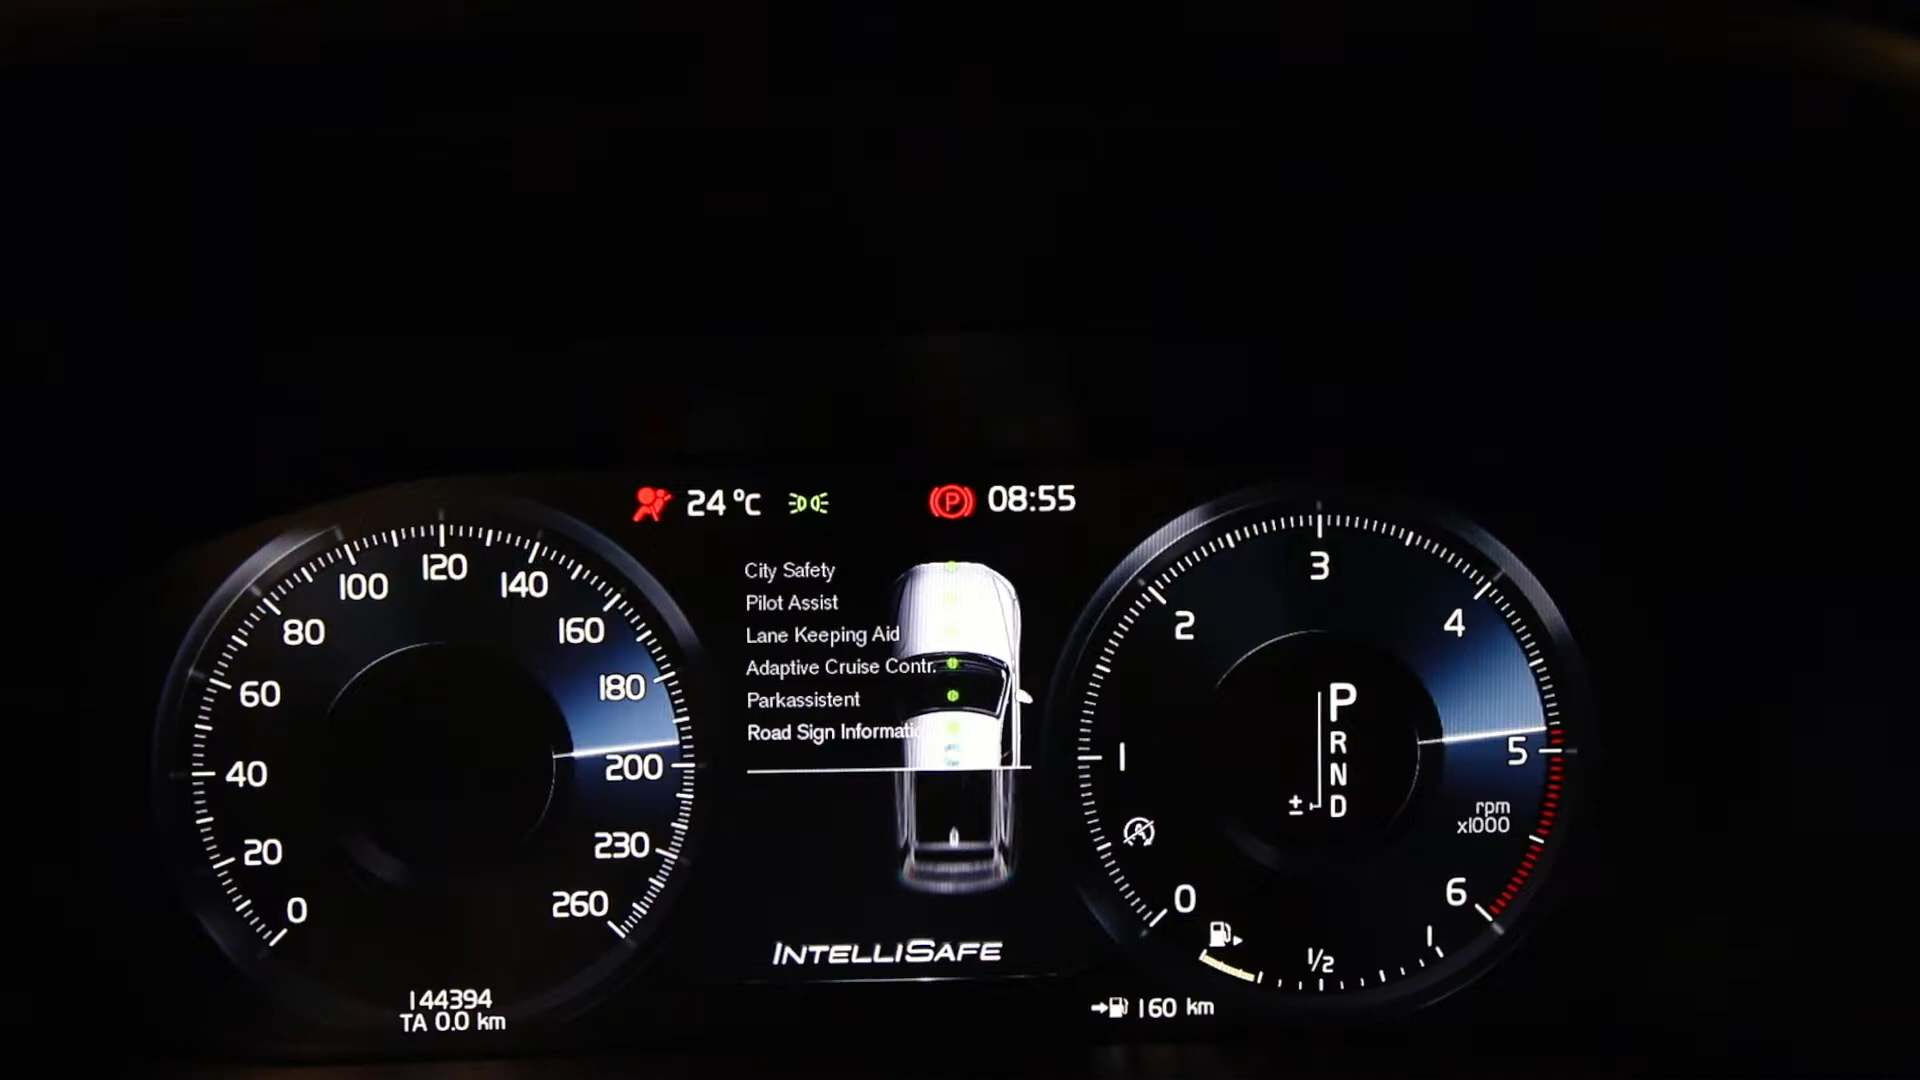 24 °C
P 08:55
City Safety
Pilot Assist
Lane Keeping Aid
Adaptive Cruise Contr.
Parkassistent
Road Sign Informatio
INTELLISAFE
0
20
40
60
80
100
120
140
160
180
200
230
260
144394
TA 0.0 km
0
1
2
3
4
5
6
rpm
x1000
P
R
N
D
±
A
1/2
1
160 km